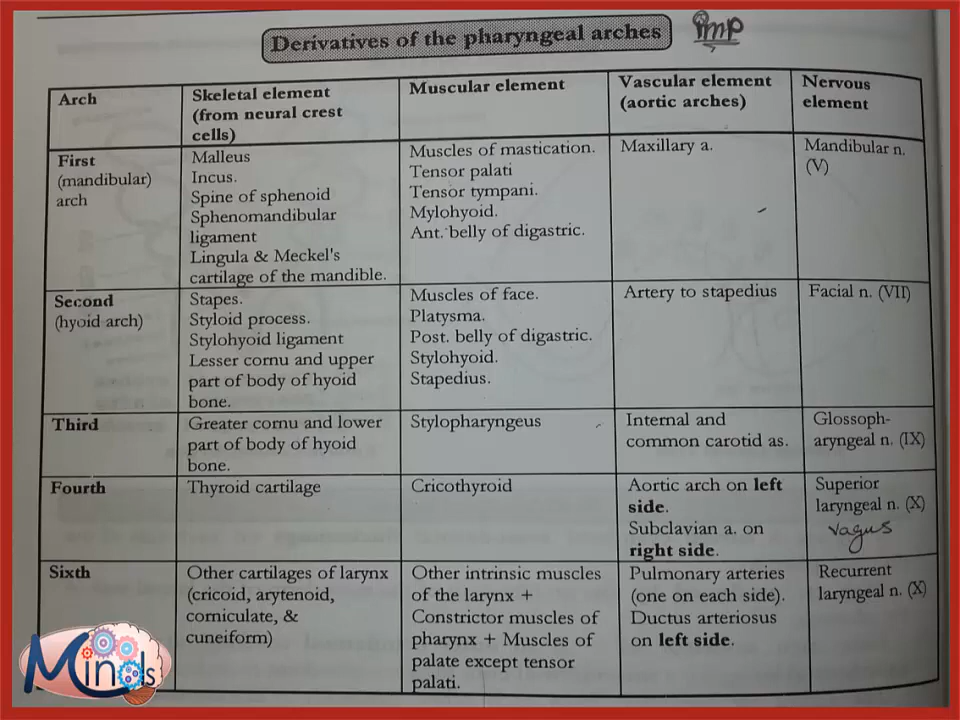 Derivatives of the pharyngeal arches
imp
Arch
Skeletal element
(from neural crest
cells)
Muscular element
Vascular element
(aortic arches)
Nervous
element
First
(mandibular)
arch
Malleus
Incus.
Spine of sphenoid
Sphenomandibular
ligament
Lingula & Meckel's
cartilage of the mandible.
Muscles of mastication.
Tensor palati
Tensor tympani.
Mylohyoid.
Ant. belly of digastric.
Maxillary a.
Mandibular n.
(V)
Second
(hyoid arch)
Stapes.
Styloid process.
Stylohyoid ligament
Lesser cornu and upper
part of body of hyoid
bone.
Muscles of face.
Platysma.
Post. belly of digastric.
Stylohyoid.
Stapedius.
Artery to stapedius
Facial n. (VII)
Third
Greater cornu and lower
part of body of hyoid
bone.
Stylopharyngeus
Internal and
common carotid as.
Glossoph-
aryngeal n. (IX)
Fourth
Thyroid cartilage
Cricothyroid
Aortic arch on left
side.
Subclavian a. on
right side.
Superior
laryngeal n. (X)
vagus
Sixth
Other cartilages of larynx
(cricoid, arytenoid,
corniculate, &
cuneiform)
Other intrinsic muscles
of the larynx +
Constrictor muscles of
pharynx + Muscles of
palate except tensor
palati.
Pulmonary arteries
(one on each side).
Ductus arteriosus
on left side.
Recurrent
laryngeal n. (X)
Minds